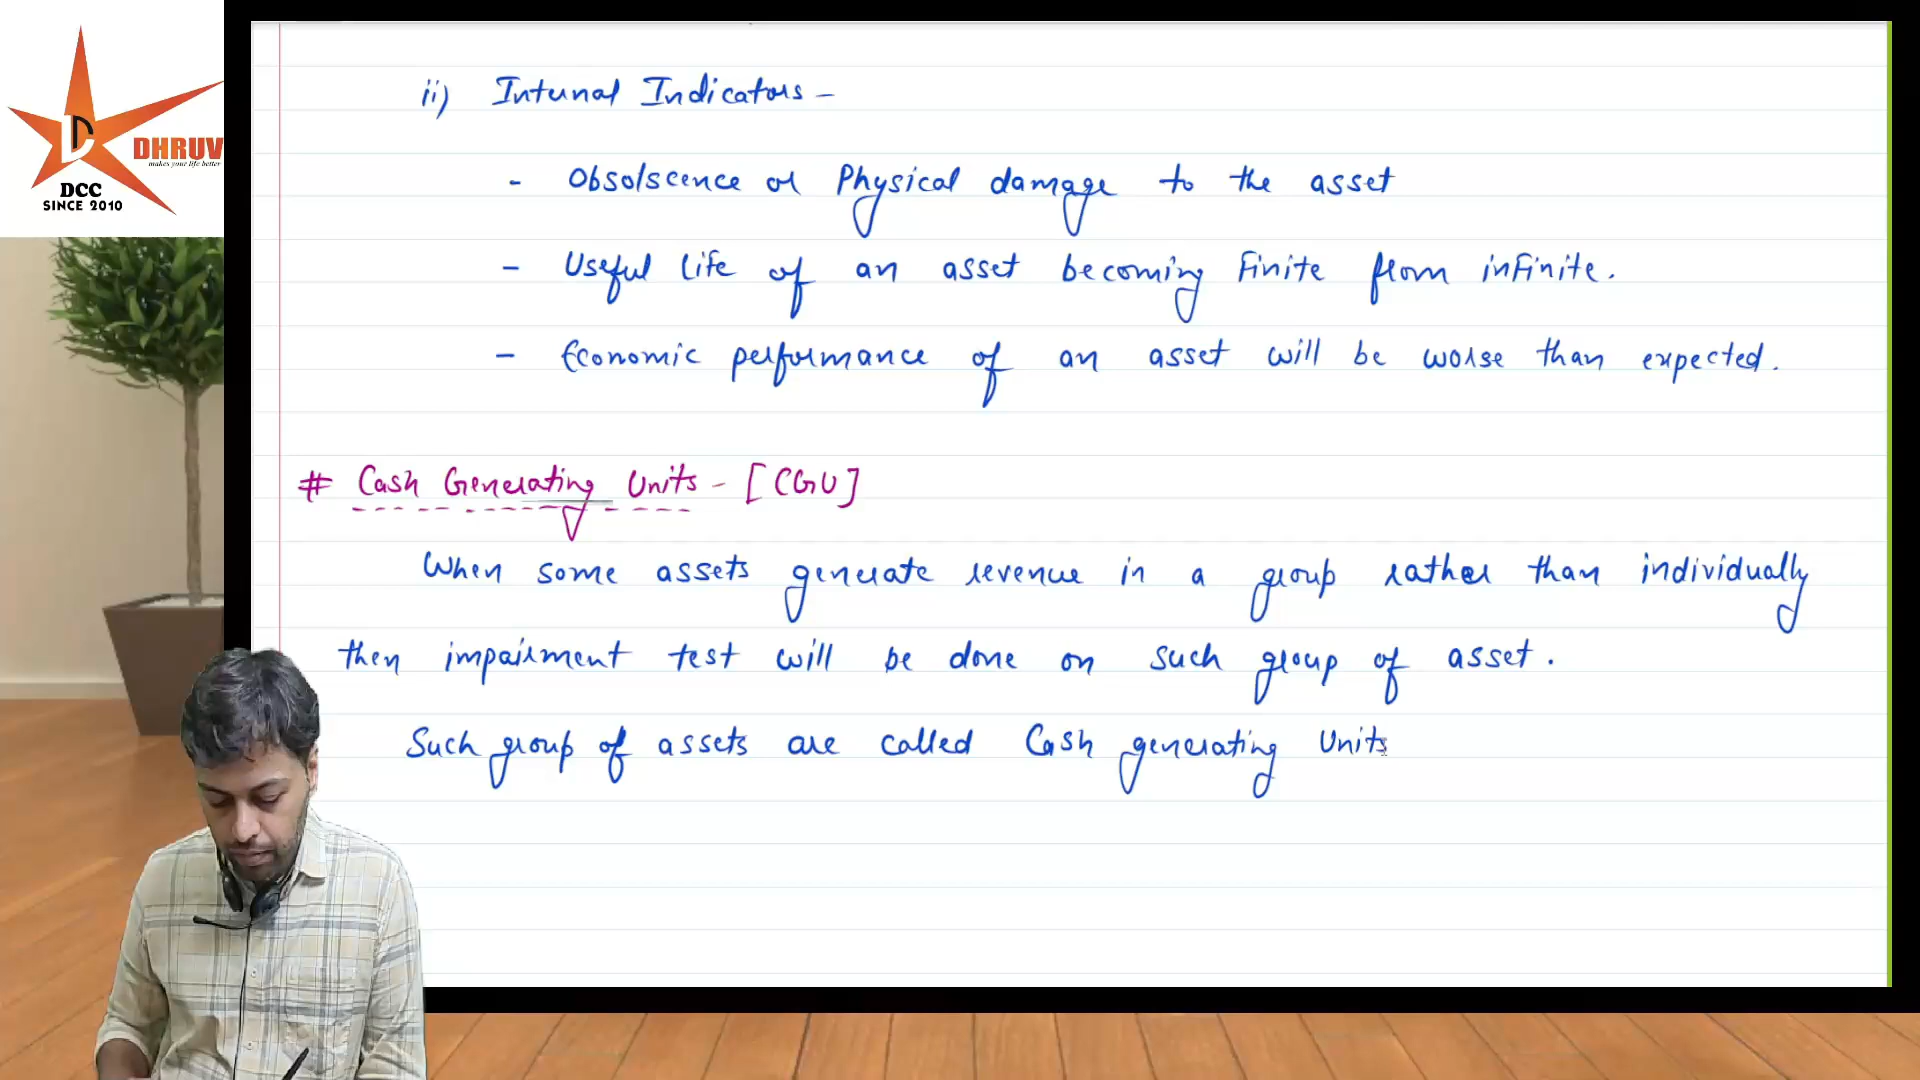 DHRUV
makes your life better
DCC
SINCE 2010
ii) Internal Indicators -
- Obsolscence or Physical damage to the asset
- Useful life of an asset becoming Finite from infinite.
- Economic performance of an asset will be worse than expected.
# Cash Generating Units - [CGU]
When some assets generate revenue in a group rather than individually
then impairment test will be done on such group of asset.
Such group of assets are called Cash generating Units